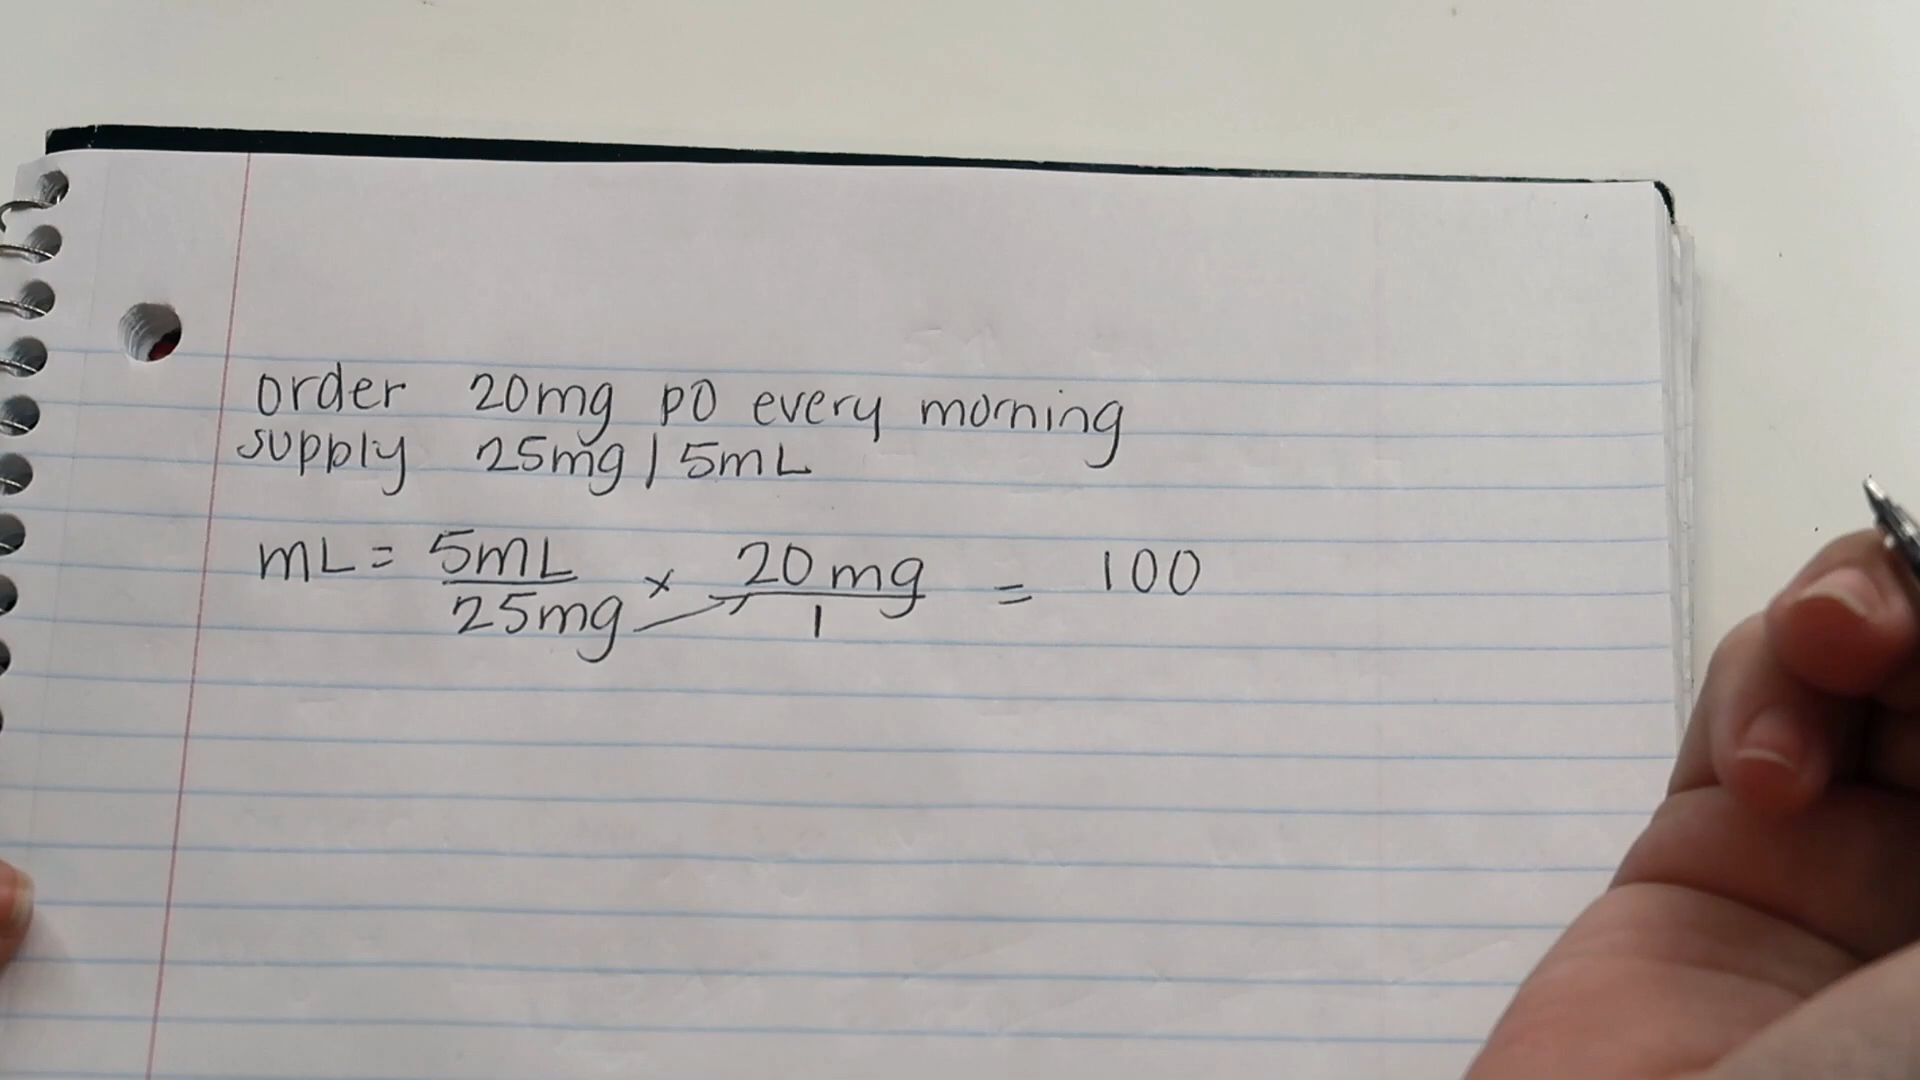 order 20mg po every morning
supply 25mg / 5mL
mL = 5mL / 25mg × 20mg / 1 = 100